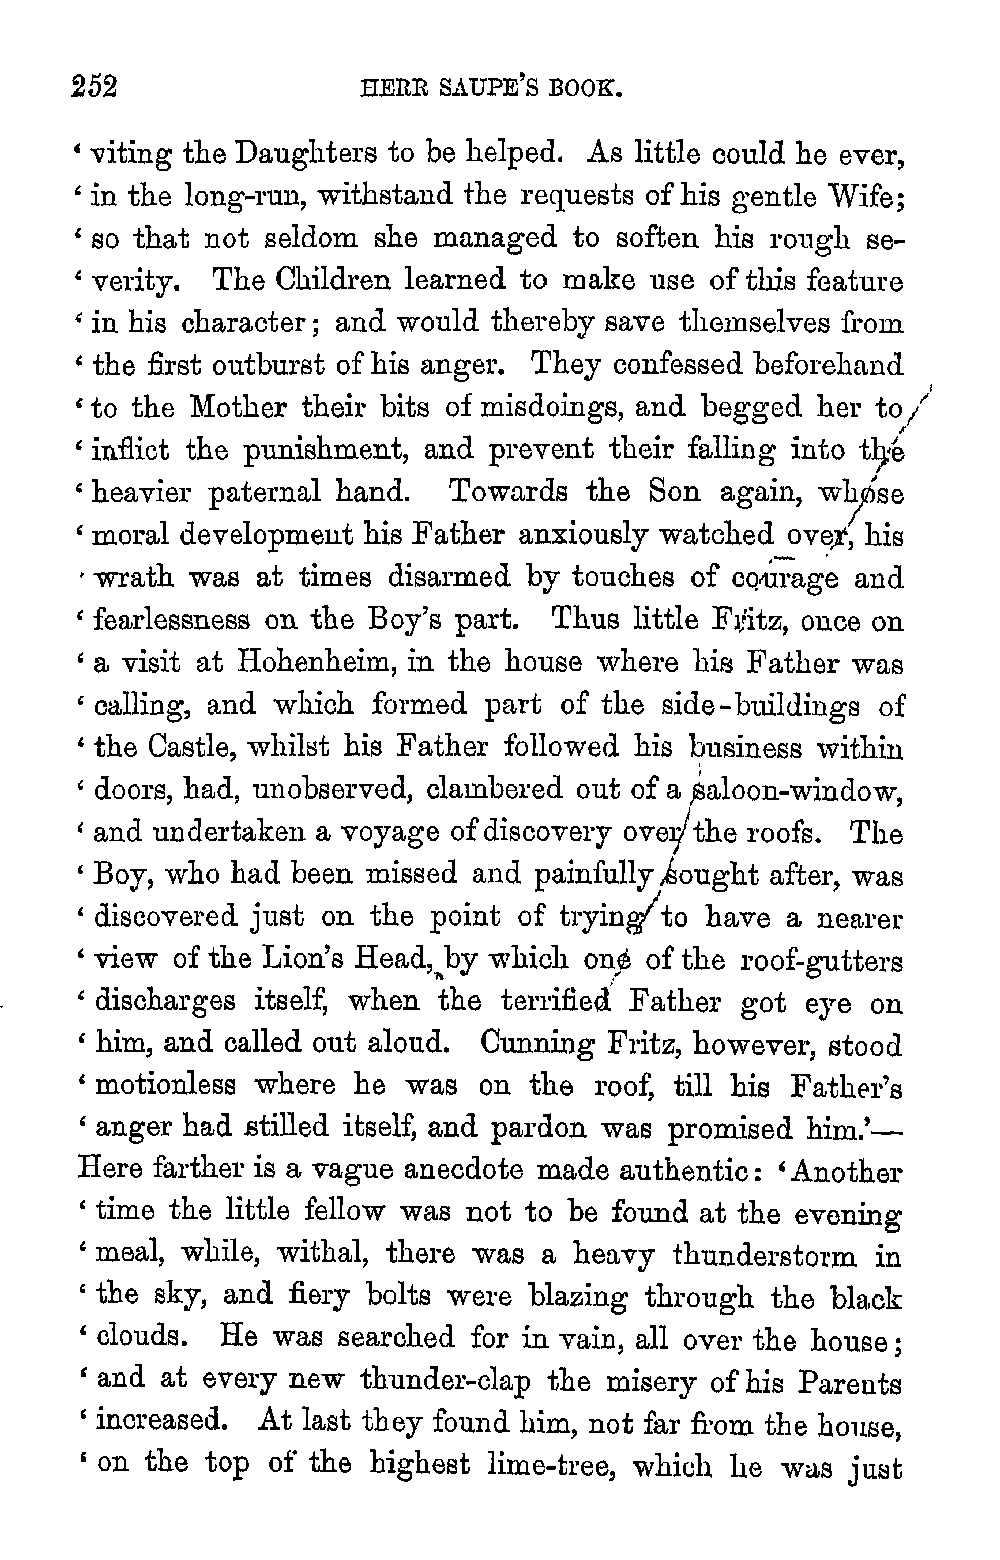 252 HERR SAUPE'S BOOK.
‘ viting the Daughters to be helped. As little could he ever,
‘ in the long-run, withstand the requests of his gentle Wife;
‘ so that not seldom she managed to soften his rough se-
‘ verity. The Children learned to make use of this feature
‘ in his character; and would thereby save themselves from
‘ the first outburst of his anger. They confessed beforehand
‘ to the Mother their bits of misdoings, and begged her to
‘ inflict the punishment, and prevent their falling into the
‘ heavier paternal hand. Towards the Son again, whose
‘ moral development his Father anxiously watched over, his
‘ wrath was at times disarmed by touches of courage and
‘ fearlessness on the Boy's part. Thus little Fritz, once on
‘ a visit at Hohenheim, in the house where his Father was
‘ calling, and which formed part of the side-buildings of
‘ the Castle, whilst his Father followed his business within
‘ doors, had, unobserved, clambered out of a saloon-window,
‘ and undertaken a voyage of discovery over the roofs. The
‘ Boy, who had been missed and painfully sought after, was
‘ discovered just on the point of trying to have a nearer
‘ view of the Lion's Head, by which one of the roof-gutters
‘ discharges itself, when the terrified Father got eye on
‘ him, and called out aloud. Cunning Fritz, however, stood
‘ motionless where he was on the roof, till his Father's
‘ anger had stilled itself, and pardon was promised him.’—
Here farther is a vague anecdote made authentic: ‘Another
‘ time the little fellow was not to be found at the evening
‘ meal, while, withal, there was a heavy thunderstorm in
‘ the sky, and fiery bolts were blazing through the black
‘ clouds. He was searched for in vain, all over the house;
‘ and at every new thunder-clap the misery of his Parents
‘ increased. At last they found him, not far from the house,
‘ on the top of the highest lime-tree, which he was just